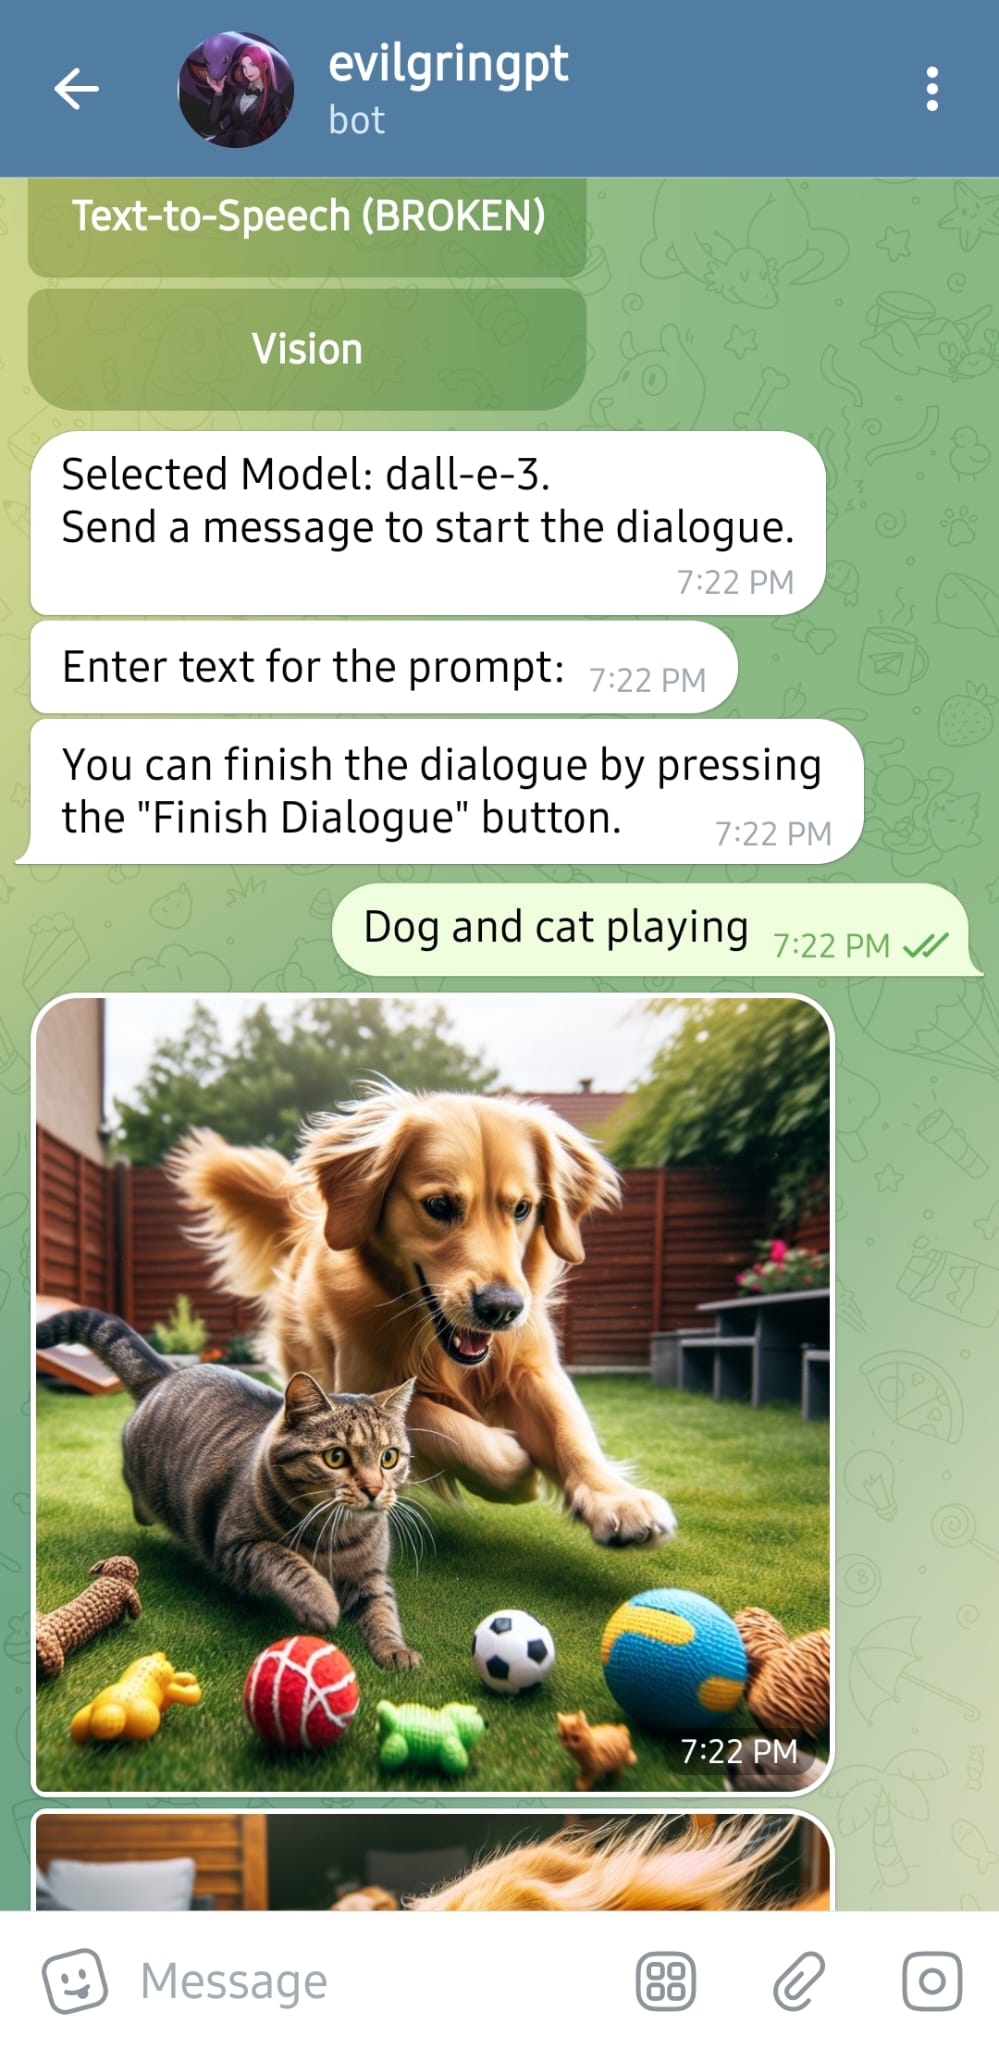 evilgringpt
bot
Text-to-Speech (BROKEN)
Vision
Selected Model: dall-e-3.
Send a message to start the dialogue.
7:22 PM
Enter text for the prompt: 7:22 PM
You can finish the dialogue by pressing
the "Finish Dialogue" button. 7:22 PM
Dog and cat playing 7:22 PM
7:22 PM
Message